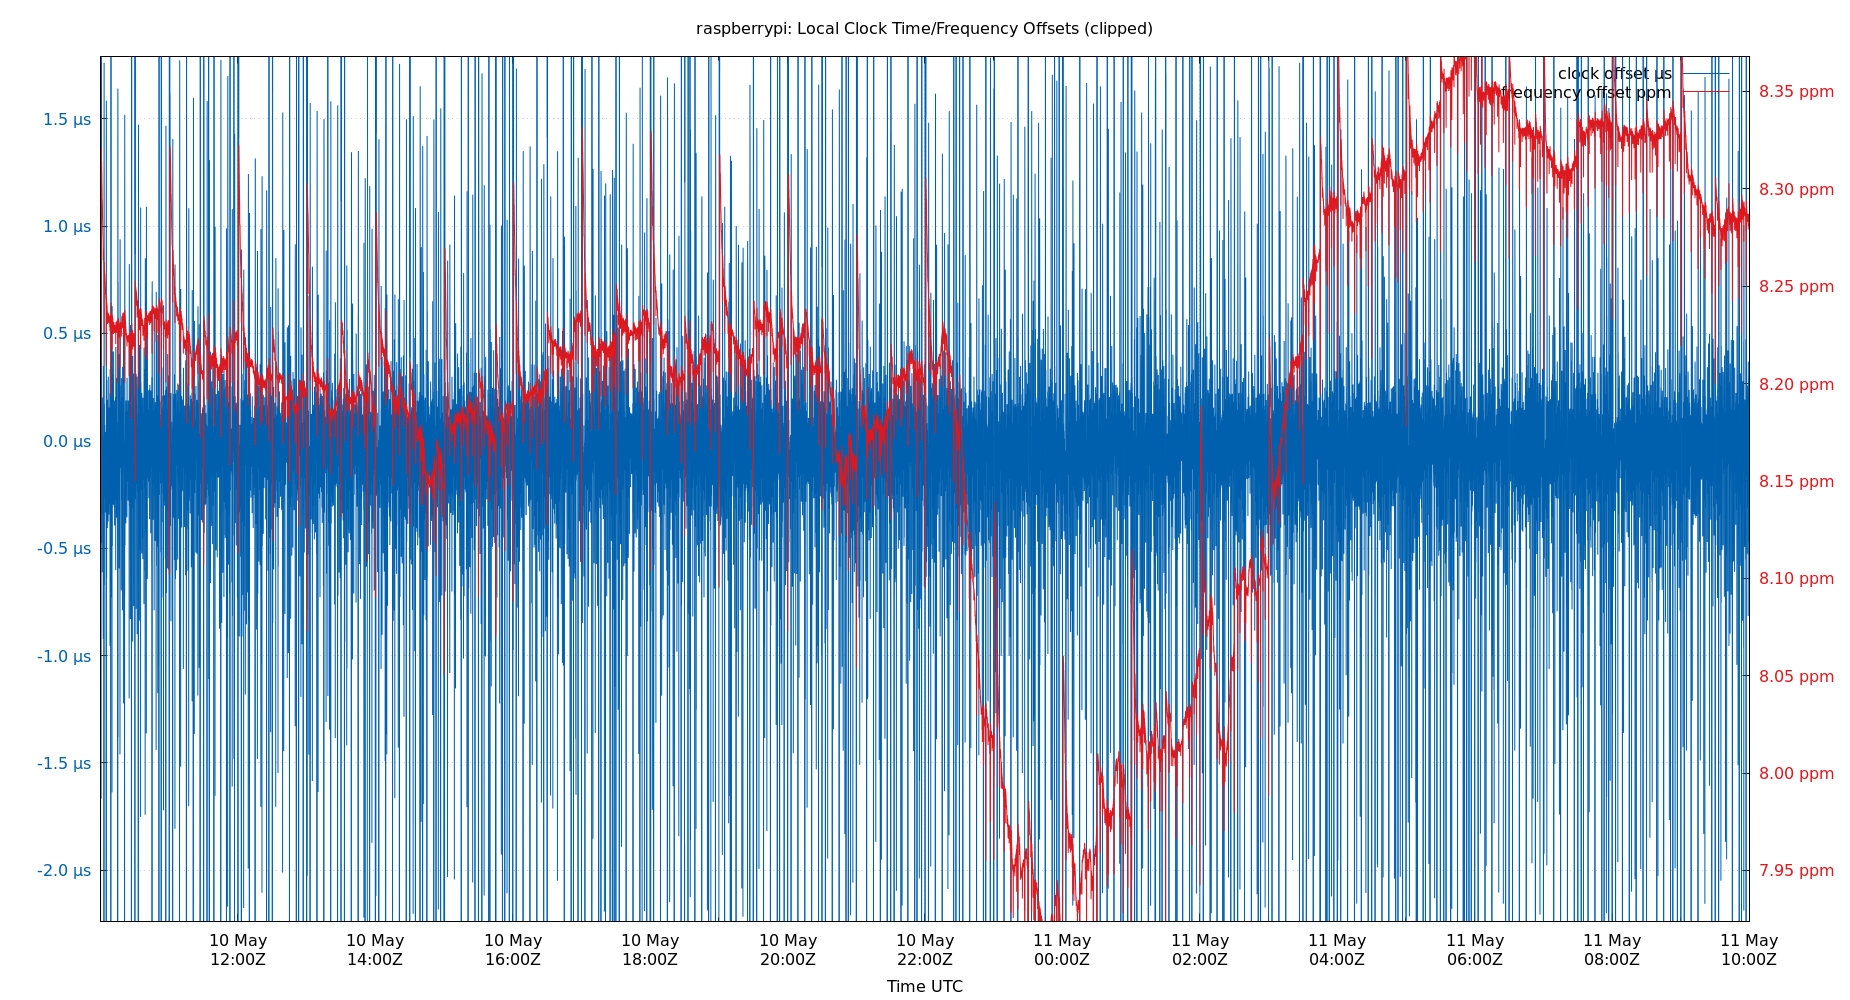 raspberrypi: Local Clock Time/Frequency Offsets (clipped)
clock offset µs
frequency offset ppm
1.5 µs
1.0 µs
0.5 µs
0.0 µs
-0.5 µs
-1.0 µs
-1.5 µs
-2.0 µs
8.35 ppm
8.30 ppm
8.25 ppm
8.20 ppm
8.15 ppm
8.10 ppm
8.05 ppm
8.00 ppm
7.95 ppm
10 May 10 May 10 May 10 May 10 May 10 May 11 May 11 May 11 May 11 May 11 May 11 May
12:00Z 14:00Z 16:00Z 18:00Z 20:00Z 22:00Z 00:00Z 02:00Z 04:00Z 06:00Z 08:00Z 10:00Z
Time UTC